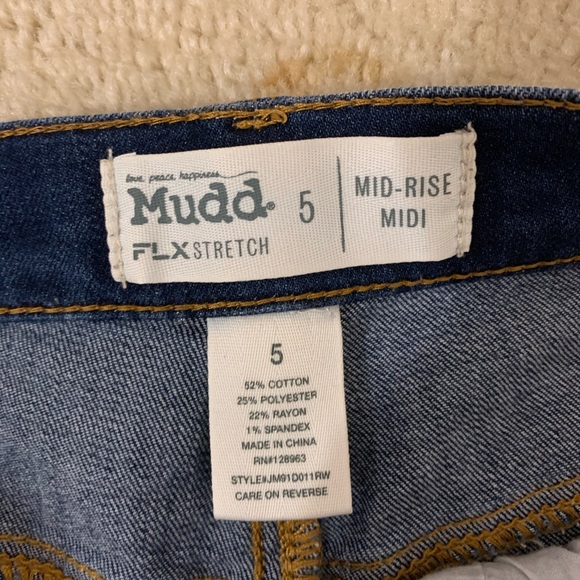 love, peace, happiness
Mudd®
FLX STRETCH
5
MID-RISE
MIDI
5
52% COTTON
25% POLYESTER
22% RAYON
1% SPANDEX
MADE IN CHINA
RN#128963
STYLE#JM91D011RW
CARE ON REVERSE